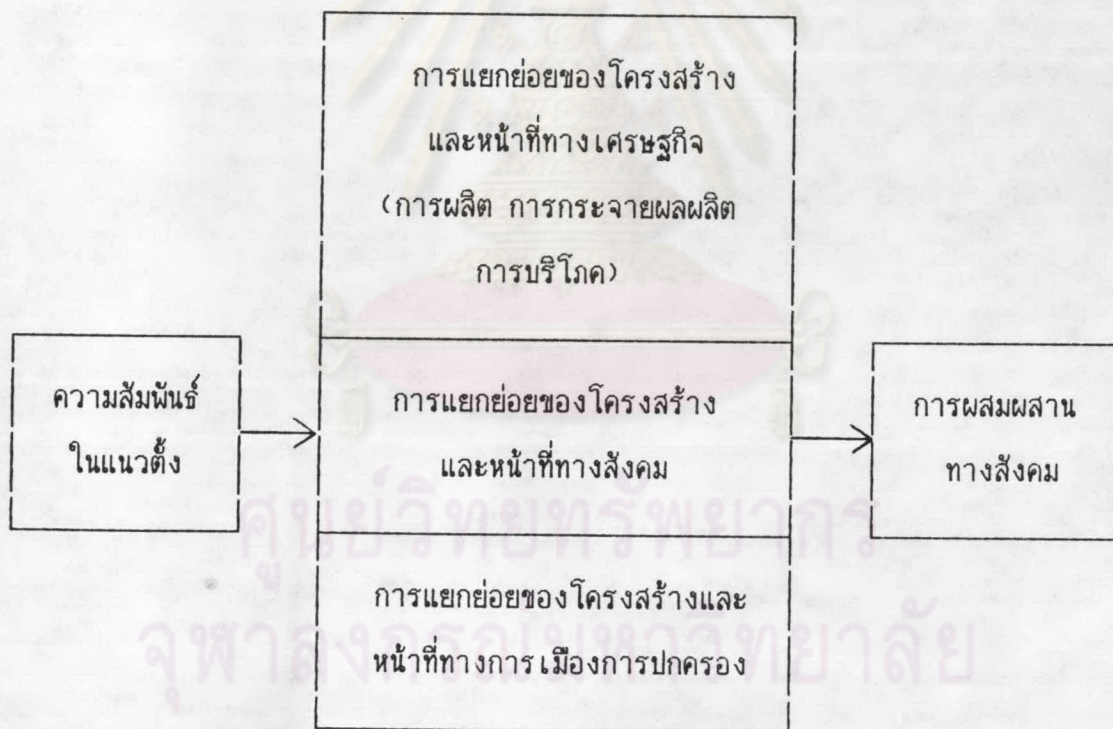 การแยกย่อยของโครงสร้าง
และหน้าที่ทางเศรษฐกิจ
(การผลิต การกระจายผลผลิต
การบริโภค)
ความสัมพันธ์
ในแนวตั้ง
การแยกย่อยของโครงสร้าง
และหน้าที่ทางสังคม
การผสมผสาน
ทางสังคม
การแยกย่อยของโครงสร้างและ
หน้าที่ทางการเมืองการปกครอง
ศูนย์วิทยทรัพยากร
จุฬาลงกรณ์มหาวิทยาลัย